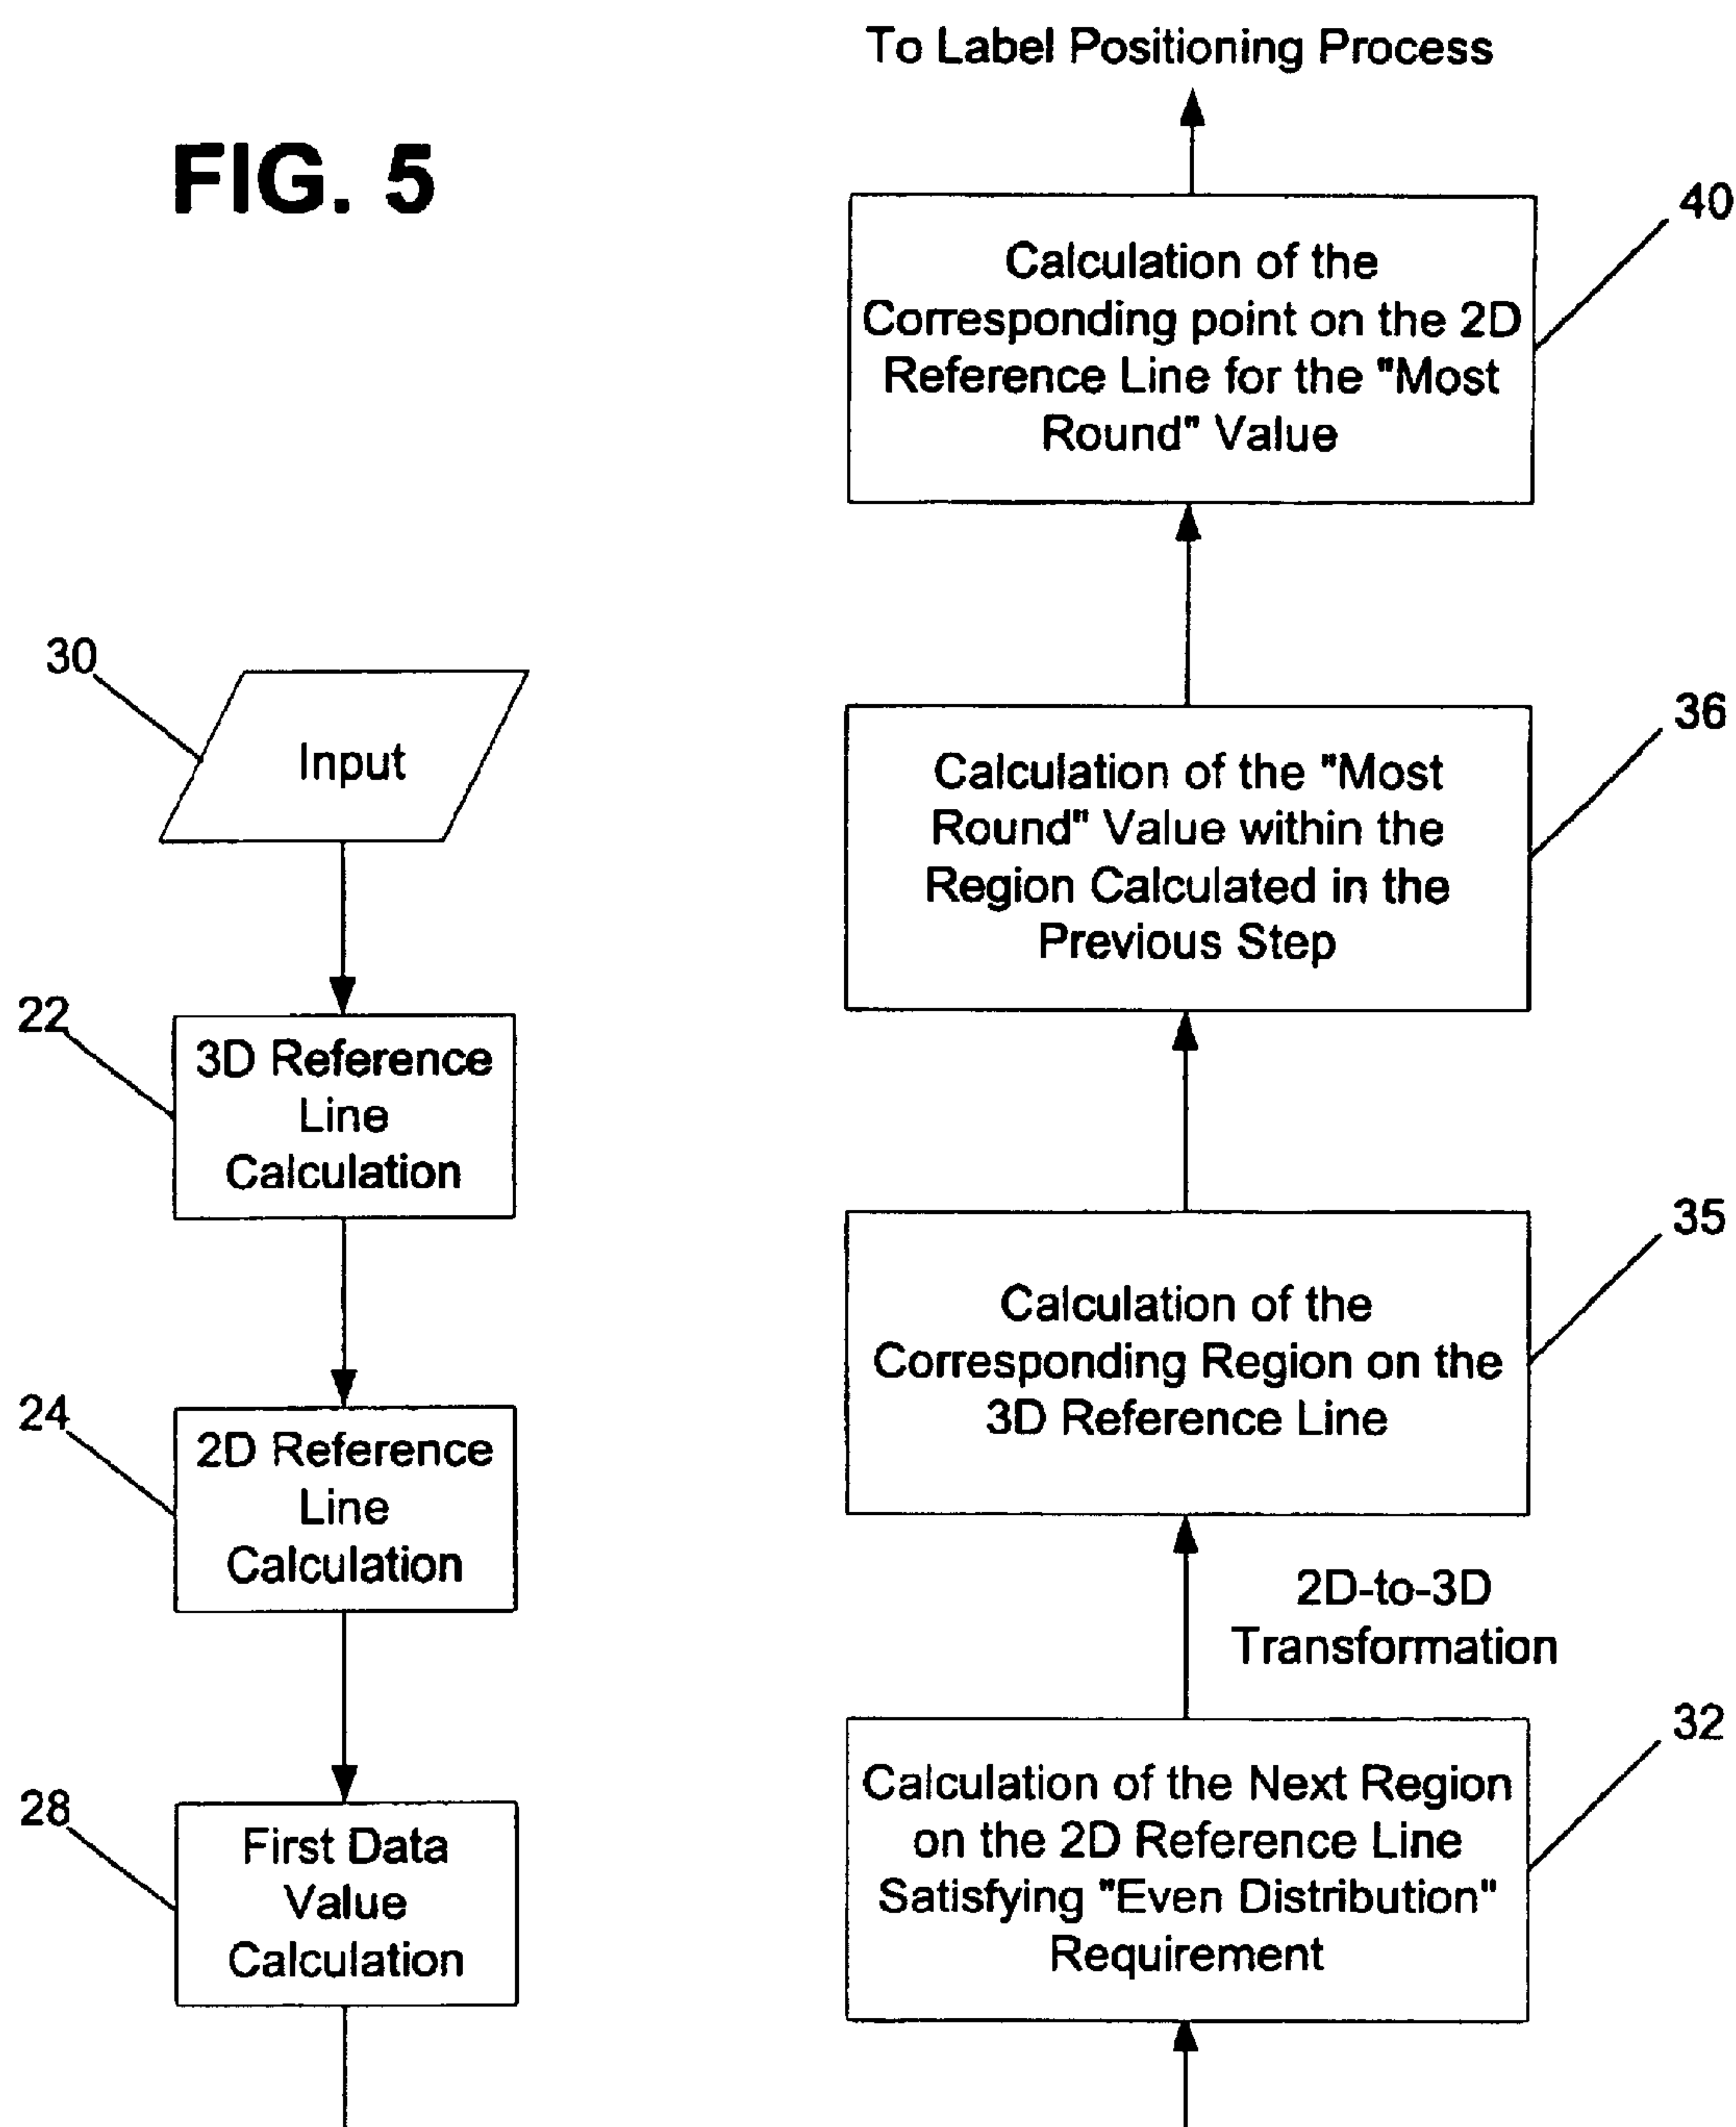 FIG. 5
30
Input
22
3D Reference
Line
Calculation
24
2D Reference
Line
Calculation
28
First Data
Value
Calculation
To Label Positioning Process
40
Calculation of the
Corresponding point on the 2D
Reference Line for the "Most
Round" Value
36
Calculation of the "Most
Round" Value within the
Region Calculated in the
Previous Step
35
Calculation of the
Corresponding Region on the
3D Reference Line
2D-to-3D
Transformation
32
Calculation of the Next Region
on the 2D Reference Line
Satisfying "Even Distribution"
Requirement